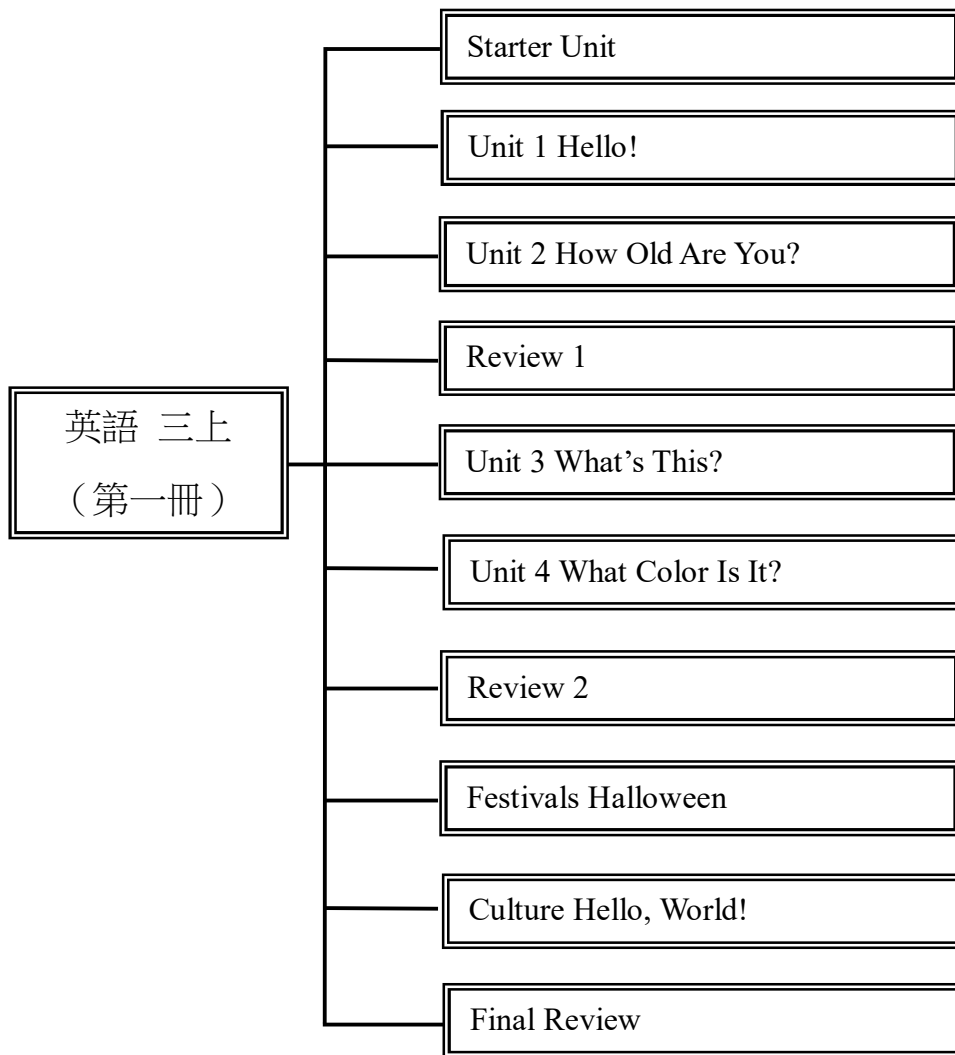 Starter Unit
Unit 1 Hello!
Unit 2 How Old Are You?
Review 1
英語 三上
（第一冊）
Unit 3 What’s This?
Unit 4 What Color Is It?
Review 2
Festivals Halloween
Culture Hello, World!
Final Review